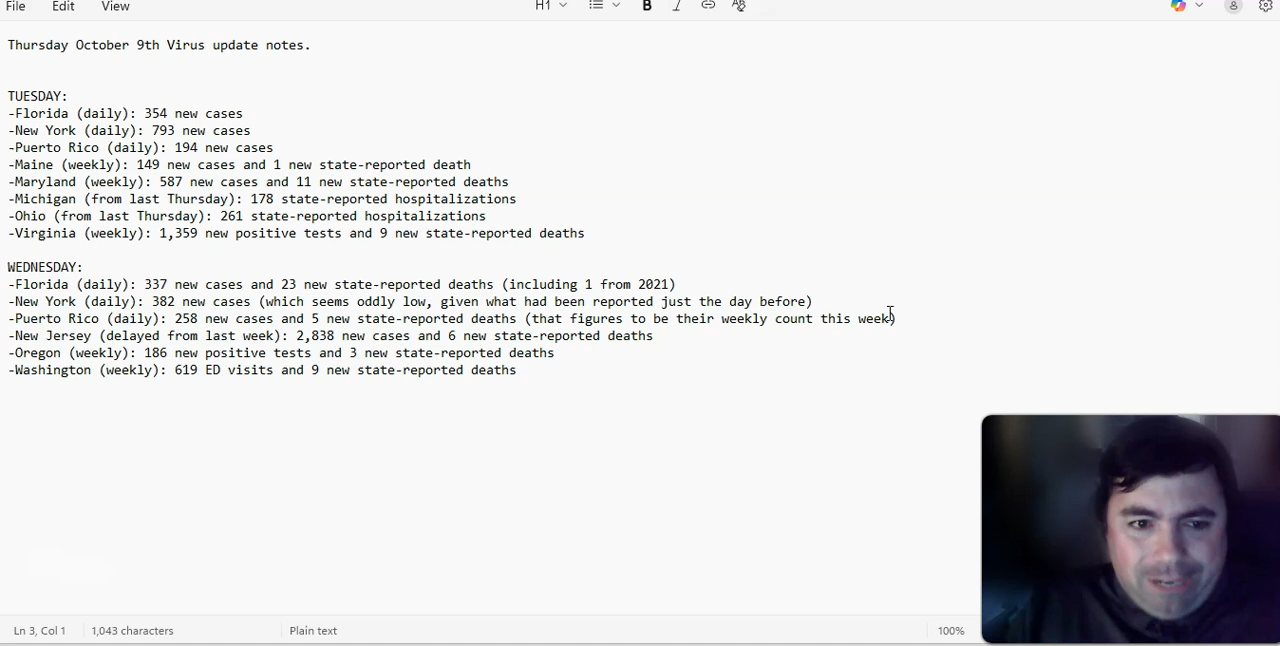 File Edit View H1 B I
Thursday October 9th Virus update notes.
TUESDAY:
-Florida (daily): 354 new cases
-New York (daily): 793 new cases
-Puerto Rico (daily): 194 new cases
-Maine (weekly): 149 new cases and 1 new state-reported death
-Maryland (weekly): 587 new cases and 11 new state-reported deaths
-Michigan (from last Thursday): 178 state-reported hospitalizations
-Ohio (from last Thursday): 261 state-reported hospitalizations
-Virginia (weekly): 1,359 new positive tests and 9 new state-reported deaths
WEDNESDAY:
-Florida (daily): 337 new cases and 23 new state-reported deaths (including 1 from 2021)
-New York (daily): 382 new cases (which seems oddly low, given what had been reported just the day before)
-Puerto Rico (daily): 258 new cases and 5 new state-reported deaths (that figures to be their weekly count this week)
-New Jersey (delayed from last week): 2,838 new cases and 6 new state-reported deaths
-Oregon (weekly): 186 new positive tests and 3 new state-reported deaths
-Washington (weekly): 619 ED visits and 9 new state-reported deaths
Ln 3, Col 1 1,043 characters Plain text 100%